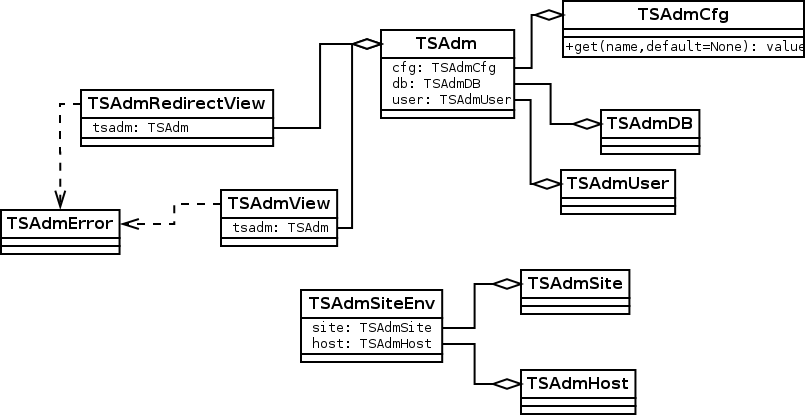 TSAdmCfg
+get(name,default=None): value
TSAdm
cfg: TSAdmCfg
db: TSAdmDB
user: TSAdmUser
TSAdmRedirectView
tsadm: TSAdm
TSAdmDB
TSAdmUser
TSAdmView
tsadm: TSAdm
TSAdmError
TSAdmSite
TSAdmSiteEnv
site: TSAdmSite
host: TSAdmHost
TSAdmHost